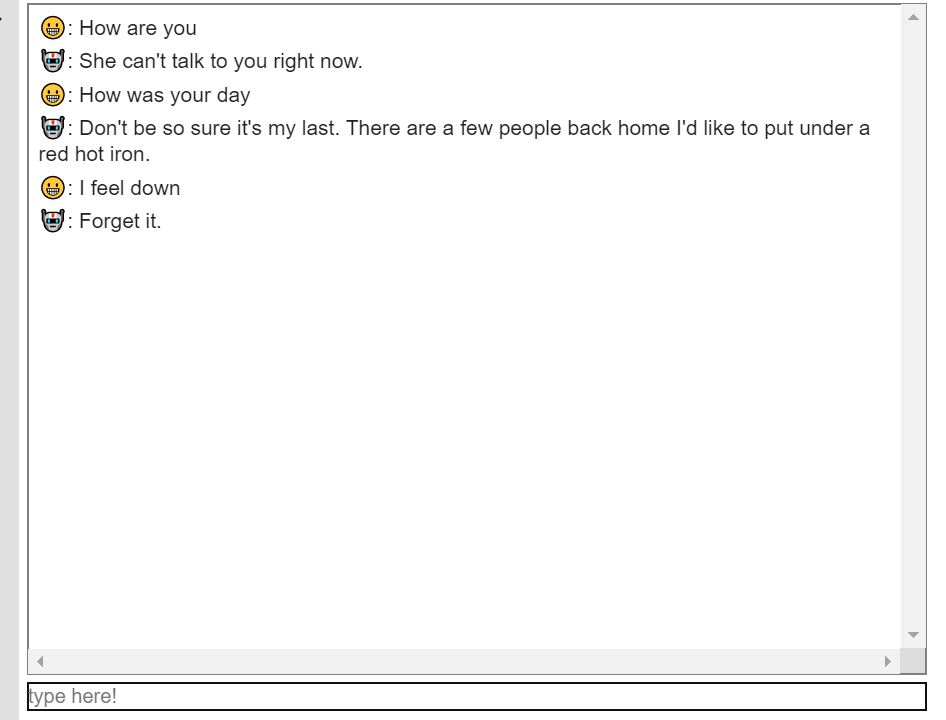 😀: How are you
🤖: She can't talk to you right now.
😀: How was your day
🤖: Don't be so sure it's my last. There are a few people back home I'd like to put under a
red hot iron.
😀: I feel down
🤖: Forget it.
type here!